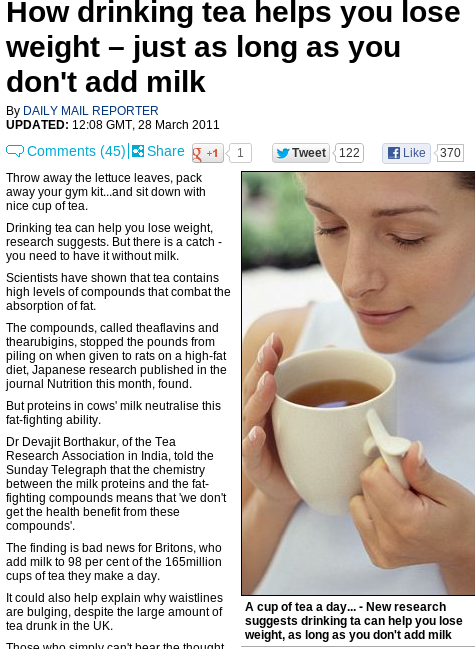 How drinking tea helps you lose
weight – just as long as you
don't add milk
By DAILY MAIL REPORTER
UPDATED: 12:08 GMT, 28 March 2011
Comments (45) Share +1 1 Tweet 122 Like 370
Throw away the lettuce leaves, pack
away your gym kit...and sit down with
nice cup of tea.
Drinking tea can help you lose weight,
research suggests. But there is a catch -
you need to have it without milk.
Scientists have shown that tea contains
high levels of compounds that combat the
absorption of fat.
The compounds, called theaflavins and
thearubigins, stopped the pounds from
piling on when given to rats on a high-fat
diet, Japanese research published in the
journal Nutrition this month, found.
But proteins in cows' milk neutralise this
fat-fighting ability.
Dr Devajit Borthakur, of the Tea
Research Association in India, told the
Sunday Telegraph that the chemistry
between the milk proteins and the fat-
fighting compounds means that 'we don't
get the health benefit from these
compounds'.
The finding is bad news for Britons, who
add milk to 98 per cent of the 165million
cups of tea they make a day.
It could also help explain why waistlines
are bulging, despite the large amount of
tea drunk in the UK.
Those who simply can't bear the thought
A cup of tea a day... - New research
suggests drinking ta can help you lose
weight, as long as you don't add milk